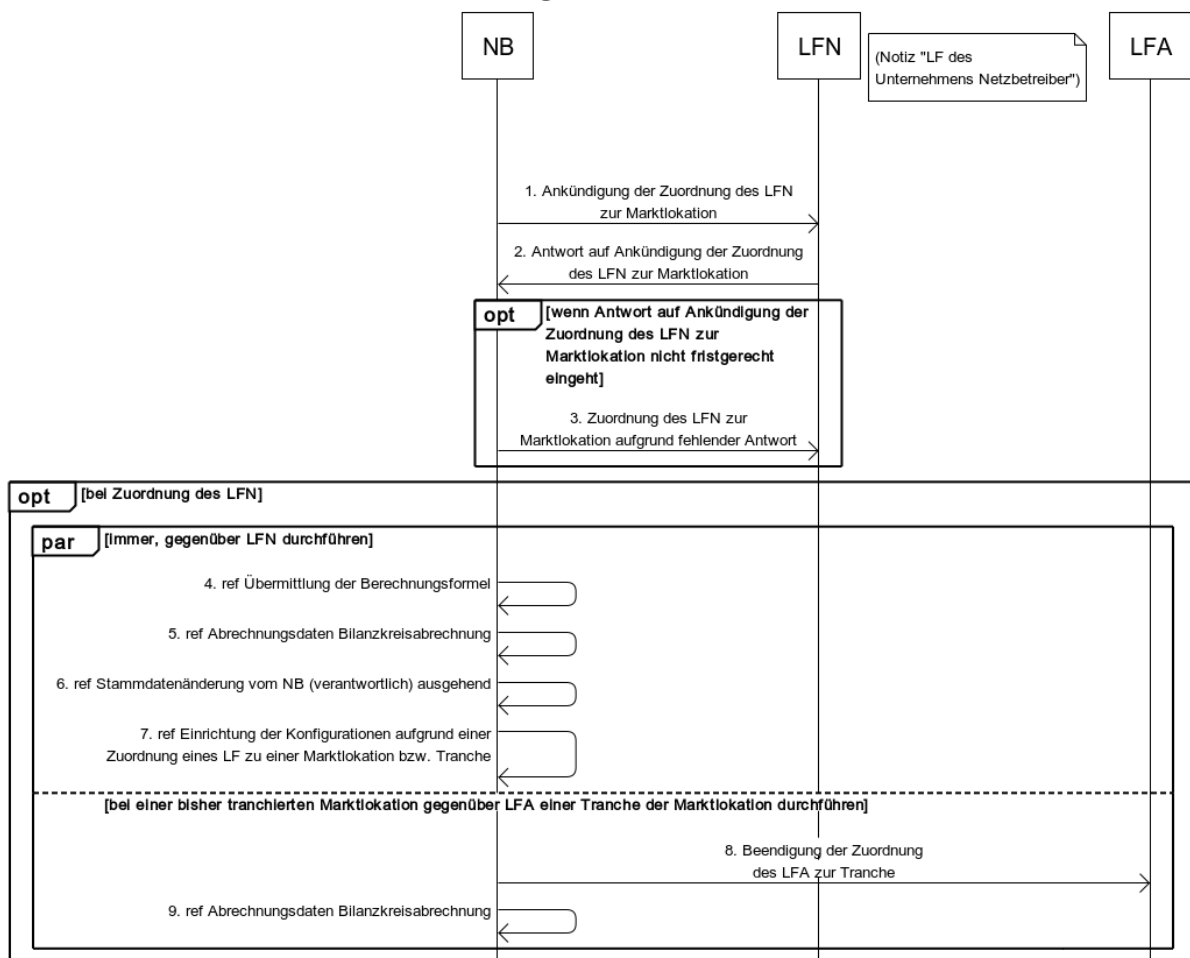 NB
LFN
(Notiz "LF des
Unternehmens Netzbetreiber")
LFA
1. Ankündigung der Zuordnung des LFN
zur Marktlokation
2. Antwort auf Ankündigung der Zuordnung
des LFN zur Marktlokation
opt
[wenn Antwort auf Ankündigung der
Zuordnung des LFN zur
Marktlokation nicht fristgerecht
eingeht]
3. Zuordnung des LFN zur
Marktlokation aufgrund fehlender Antwort
opt
[bei Zuordnung des LFN]
par
[immer, gegenüber LFN durchführen]
4. ref Übermittlung der Berechnungsformel
5. ref Abrechnungsdaten Bilanzkreisabrechnung
6. ref Stammdatenänderung vom NB (verantwortlich) ausgehend
7. ref Einrichtung der Konfigurationen aufgrund einer
Zuordnung eines LF zu einer Marktlokation bzw. Tranche
[bei einer bisher tranchierten Marktlokation gegenüber LFA einer Tranche der Marktlokation durchführen]
8. Beendigung der Zuordnung
des LFA zur Tranche
9. ref Abrechnungsdaten Bilanzkreisabrechnung